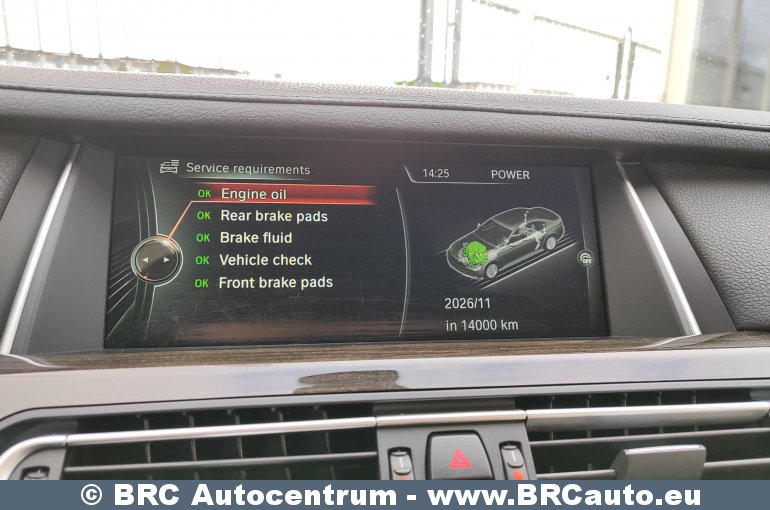 Service requirements
14:25
POWER
OK Engine oil
OK Rear brake pads
OK Brake fluid
OK Vehicle check
OK Front brake pads
2026/11
in 14000 km
© BRC Autocentrum - www.BRCauto.eu